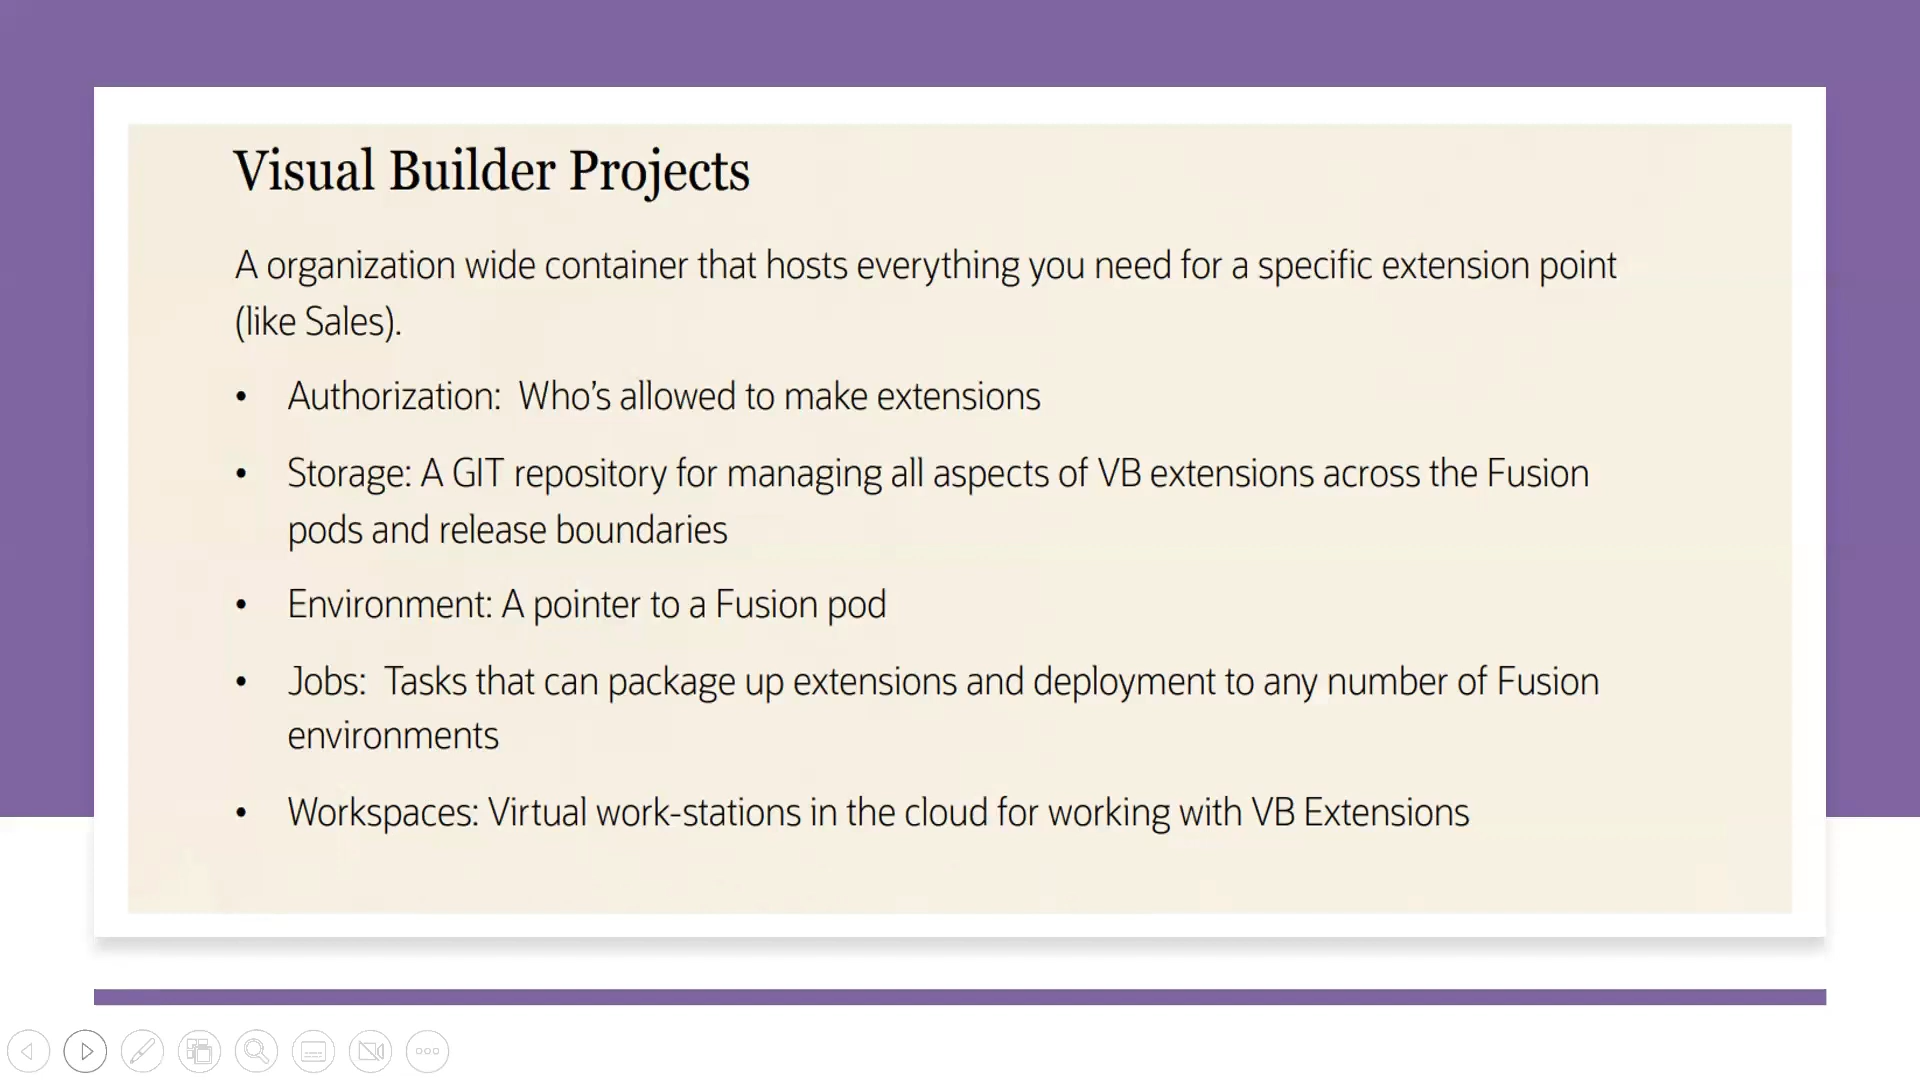 Visual Builder Projects
A organization wide container that hosts everything you need for a specific extension point
(like Sales).
• Authorization:  Who's allowed to make extensions
• Storage: A GIT repository for managing all aspects of VB extensions across the Fusion
pods and release boundaries
• Environment: A pointer to a Fusion pod
• Jobs:  Tasks that can package up extensions and deployment to any number of Fusion
environments
• Workspaces: Virtual work-stations in the cloud for working with VB Extensions